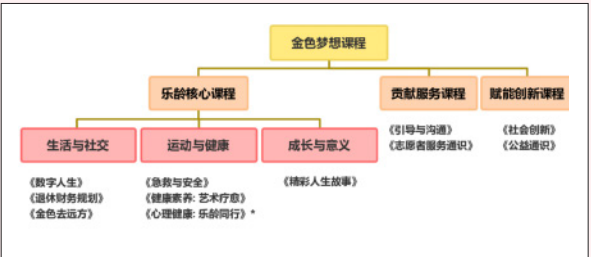 金色梦想课程
乐龄核心课程
贡献服务课程
赋能创新课程
生活与社交
运动与健康
成长与意义
《引导与沟通》
《志愿者服务通识》
《社会创新》
《公益通识》
《数字人生》
《退休财务规划》
《金色去远方》
《急救与安全》
《健康素养: 艺术疗愈》
《心理健康: 乐龄同行》*
《精彩人生故事》